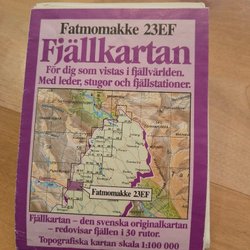 Fatmomakke 23EF
Fjällkartan
För dig som vistas i fjällvärlden.
Med leder, stugor och fjällstationer.
Fatmomakke 23EF
Fjällkartan – den svenska originalkartan
– redovisar fjällen i 30 rutor.
Topografiska kartan skala 1:100 000